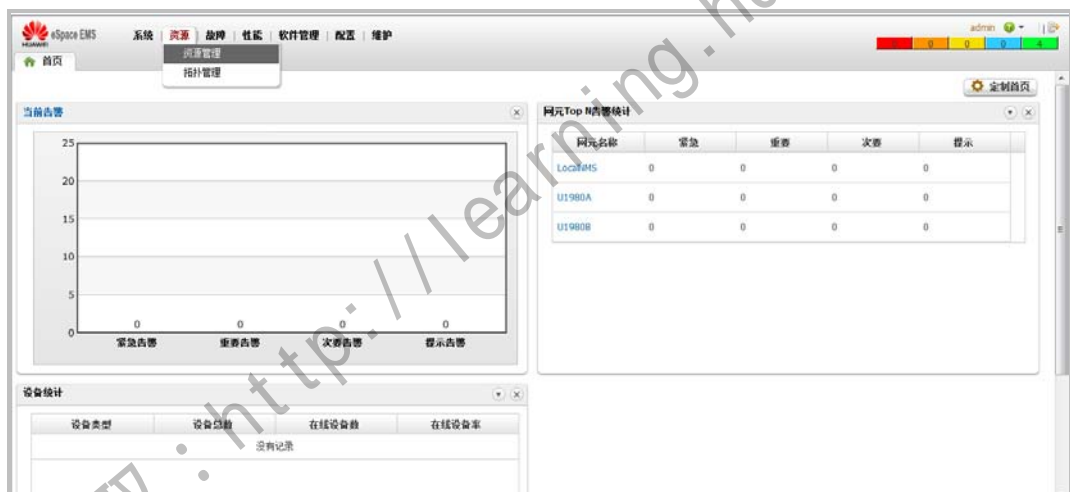 HUAWEI eSpace EMS 系统 资源 故障 性能 软件管理 配置 维护 admin
0 0 0 0 4
首页
资源管理
拓扑管理
定制首页
当前告警
25
20
15
10
5
0
0 0 0 0
紧急告警 重要告警 次要告警 提示告警
网元Top N告警统计
网元名称 紧急 重要 次要 提示
LocalNMS 0 0 0 0
U1980A 0 0 0 0
U1980B 0 0 0 0
设备统计
设备类型 设备总数 在线设备数 在线设备率
没有记录
http://learning.h